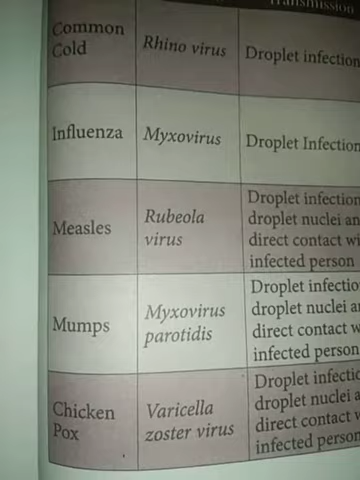 Transmission
Common
Cold
Rhino virus
Droplet infection
Influenza
Myxovirus
Droplet Infection
Measles
Rubeola
virus
Droplet infection
droplet nuclei an
direct contact wi
infected person
Mumps
Myxovirus
parotidis
Droplet infectio
droplet nuclei a
direct contact w
infected person
Chicken
Pox
Varicella
zoster virus
Droplet infectio
droplet nuclei a
direct contact w
infected person